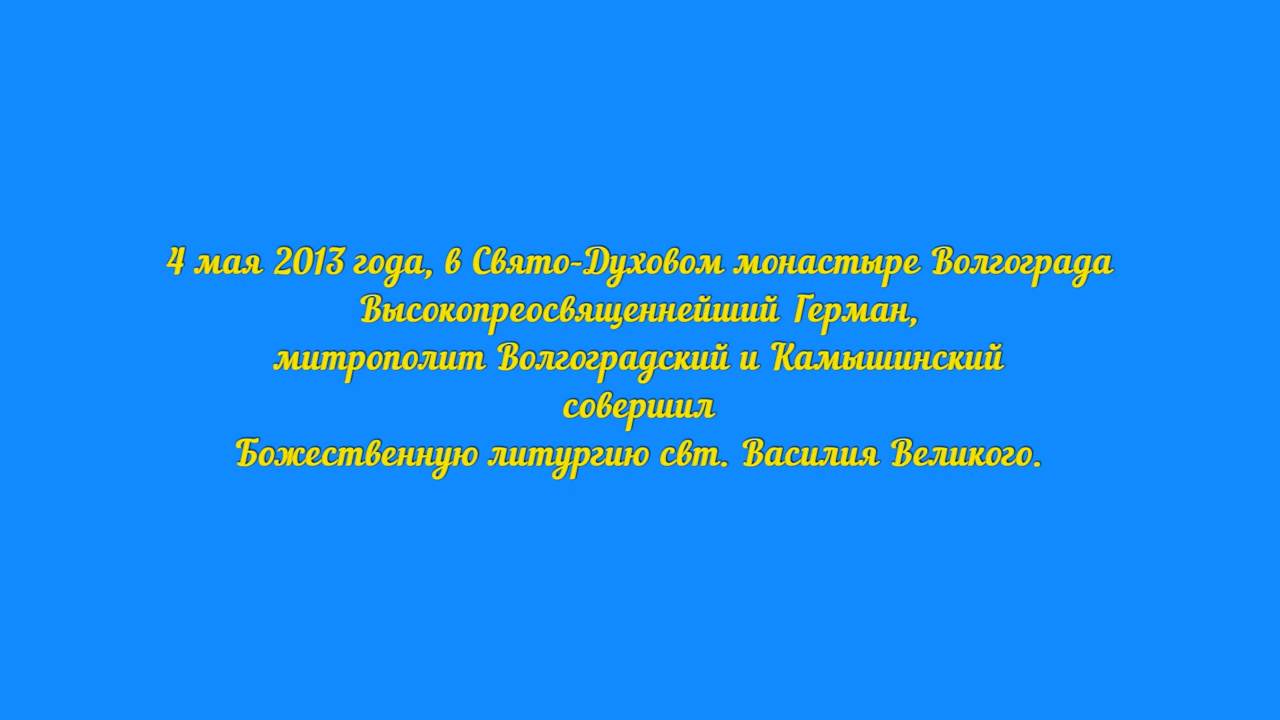 4 мая 2013 года, в Свято-Духовом монастыре Волгограда
Высокопреосвященнейший Герман,
митрополит Волгоградский и Камышинский
совершил
Божественную литургию свт. Василия Великого.